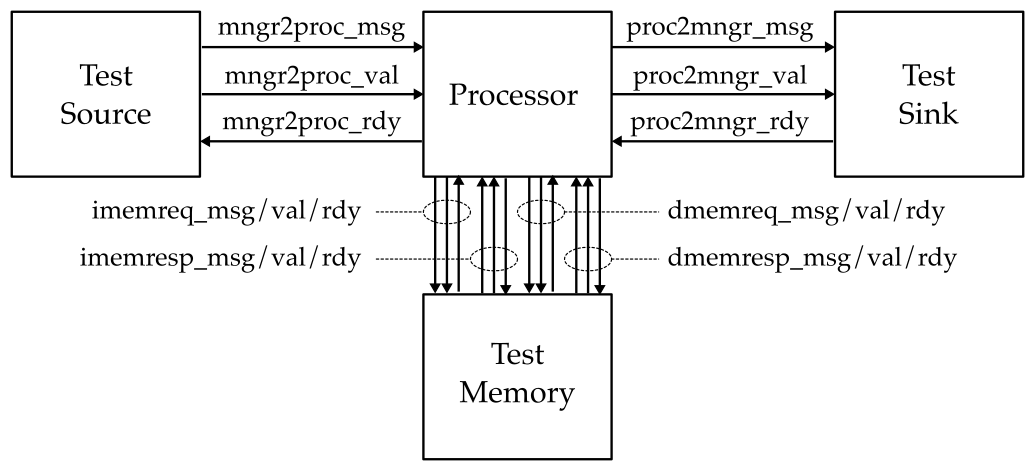 Test
Source
mngr2proc_msg
mngr2proc_val
mngr2proc_rdy
Processor
proc2mngr_msg
proc2mngr_val
proc2mngr_rdy
Test
Sink
imemreq_msg/val/rdy
dmemreq_msg/val/rdy
imemresp_msg/val/rdy
dmemresp_msg/val/rdy
Test
Memory